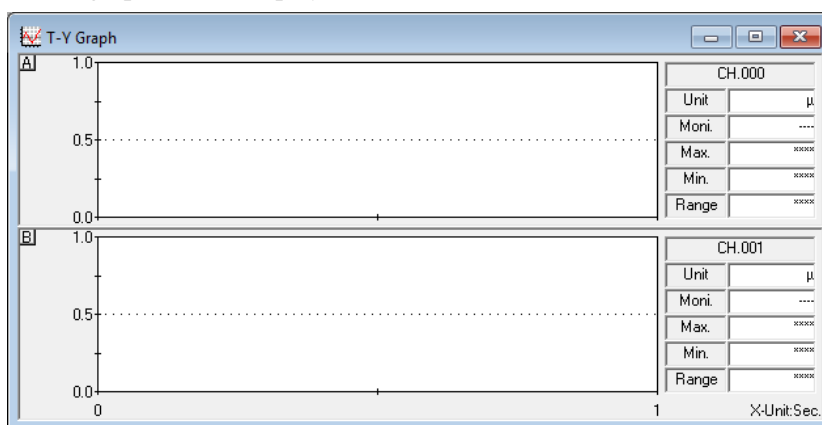 T-Y Graph
A 1.0 CH.000
Unit µ
Moni. ----
0.5
Max. ****
Min. ****
Range ****
0.0
B 1.0 CH.001
Unit µ
Moni. ----
0.5
Max. ****
Min. ****
Range ****
0.0
0 1 X-Unit:Sec.